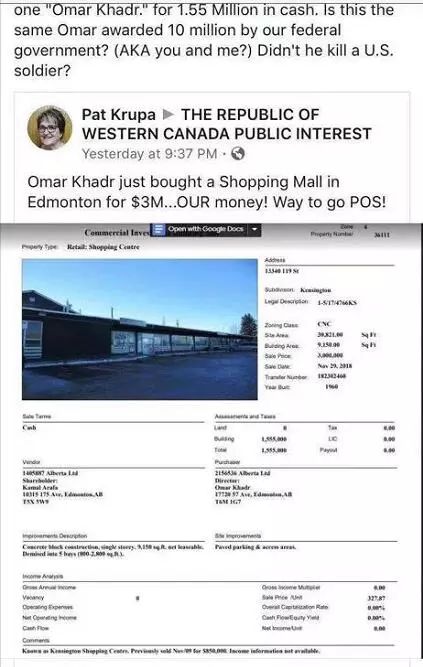 one "Omar Khadr." for 1.55 Million in cash. Is this the
same Omar awarded 10 million by our federal
government? (AKA you and me?) Didn't he kill a U.S.
soldier?
Pat Krupa ▶ THE REPUBLIC OF
WESTERN CANADA PUBLIC INTEREST
Yesterday at 9:37 PM ·
Omar Khadr just bought a Shopping Mall in
Edmonton for $3M...OUR money! Way to go POS!
Commercial Inves
Open with Google Docs
Zone 4
Property Number 36111
Property Type: Retail: Shopping Centre
Address
13340 119 St
Subdivision: Kensington
Legal Description: 1-5/17/4766KS
Zoning Class: CNC
Site Area: 30,821.00 Sq Ft
Building Area: 9,150.00 Sq Ft
Sale Price: 3,000,000
Sale Date: Nov 29, 2018
Transfer Number: 182302460
Year Built: 1960
Sale Terms
Cash
Assessments and Taxes
Land 0 Tax 0.00
Building 1,555,000 LIC 0.00
Total 1,555,000 Payout 0.00
Vendor
1405887 Alberta Ltd
Shareholder:
Kamal Arafa
10315 175 Ave, Edmonton,AB
T5X 5W9
Purchaser
2156536 Alberta Ltd
Director:
Omar Khadr
17720 57 Ave, Edmonton,AB
T6M 1G7
Improvements Description
Concrete block construction, single storey. 9,150 sq.ft. net leaseable.
Demised into 5 bays (800-2,800 sq.ft.).
Site Improvements
Paved parking & access areas.
Income Analysis
Gross Annual Income
Vacancy 0
Operating Expenses
Net Operating Income
Cash Flow
Gross Income Multiplier 0.00
Sale Price /Unit 327.87
Overall Capitalization Rate 0.00%
Cash Flow/Equity Yield 0.00%
Net Income/Unit 0.00
Comments
Known as Kensington Shopping Centre. Previously sold Nov/09 for $850,000. Income information not available.